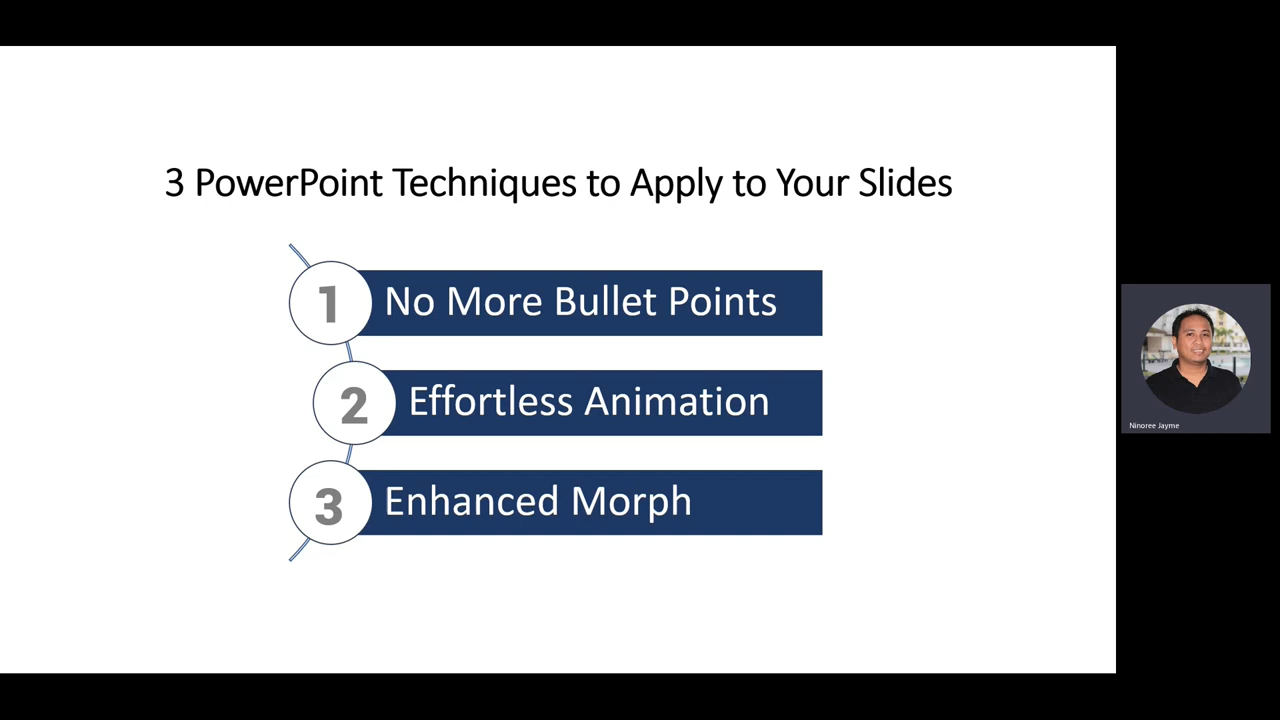 3 PowerPoint Techniques to Apply to Your Slides
1 No More Bullet Points
2 Effortless Animation
3 Enhanced Morph
Ninoree Jayme